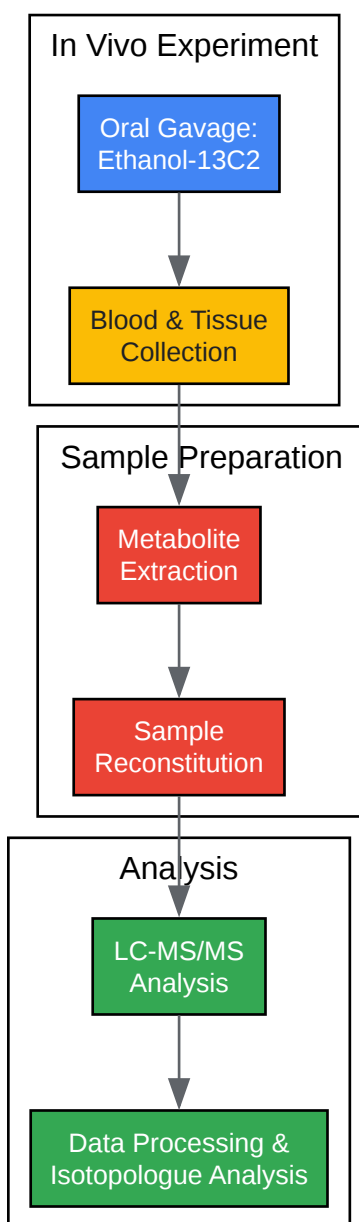 In Vivo Experiment
Oral Gavage:
Ethanol-13C2
Blood & Tissue
Collection
Sample Preparation
Metabolite
Extraction
Sample
Reconstitution
Analysis
LC-MS/MS
Analysis
Data Processing &
Isotopologue Analysis